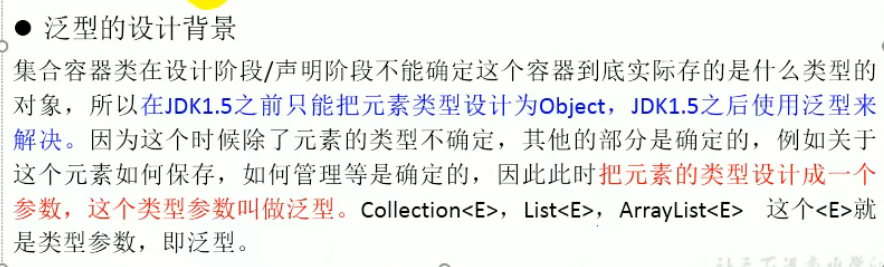 ● 泛型的设计背景
集合容器类在设计阶段/声明阶段不能确定这个容器到底实际存的是什么类型的
对象，所以在JDK1.5之前只能把元素类型设计为Object，JDK1.5之后使用泛型来
解决。因为这个时候除了元素的类型不确定，其他的部分是确定的，例如关于
这个元素如何保存，如何管理等是确定的，因此此时把元素的类型设计成一个
参数，这个类型参数叫做泛型。Collection<E>，List<E>，ArrayList<E> 这个<E>就
是类型参数，即泛型。